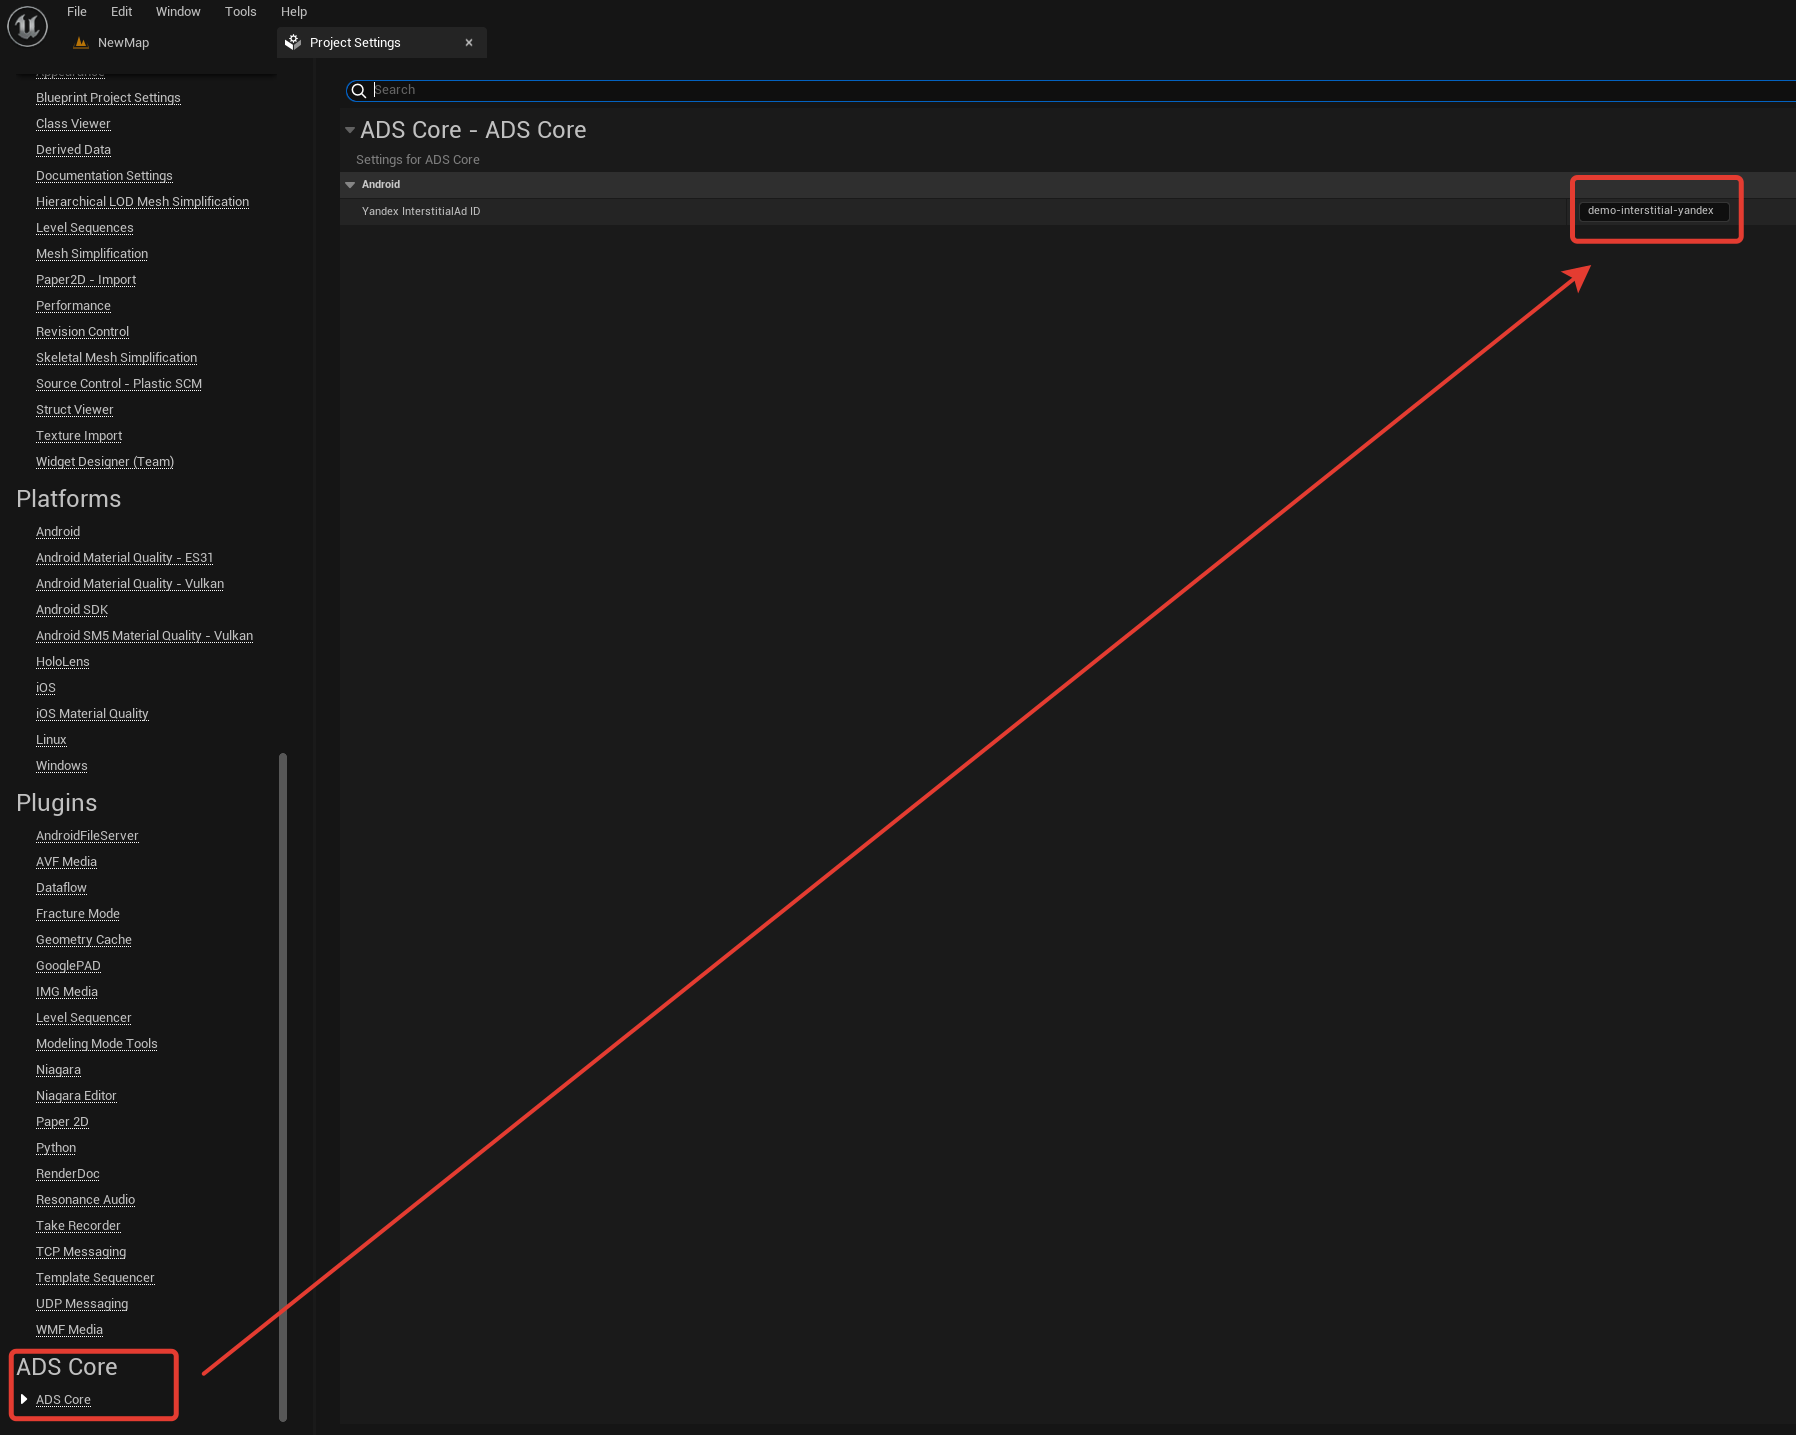 File Edit Window Tools Help
NewMap
Project Settings
Appearance
Blueprint Project Settings
Class Viewer
Derived Data
Documentation Settings
Hierarchical LOD Mesh Simplification
Level Sequences
Mesh Simplification
Paper2D - Import
Performance
Revision Control
Skeletal Mesh Simplification
Source Control - Plastic SCM
Struct Viewer
Texture Import
Widget Designer (Team)
Platforms
Android
Android Material Quality - ES31
Android Material Quality - Vulkan
Android SDK
Android SM5 Material Quality - Vulkan
HoloLens
iOS
iOS Material Quality
Linux
Windows
Plugins
AndroidFileServer
AVF Media
Dataflow
Fracture Mode
Geometry Cache
GooglePAD
IMG Media
Level Sequencer
Modeling Mode Tools
Niagara
Niagara Editor
Paper 2D
Python
RenderDoc
Resonance Audio
Take Recorder
TCP Messaging
Template Sequencer
UDP Messaging
WMF Media
ADS Core
ADS Core
Search
ADS Core - ADS Core
Settings for ADS Core
Android
Yandex InterstitialAd ID
demo-interstitial-yandex